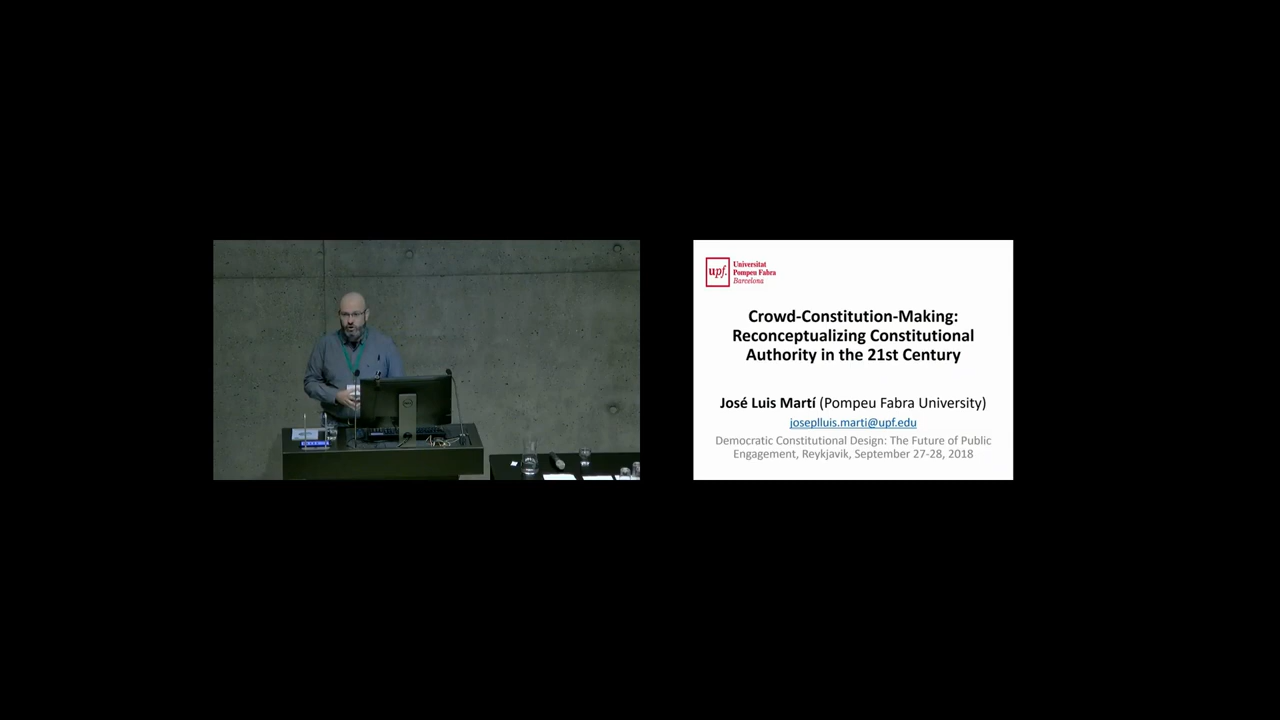 upf.
Universitat
Pompeu Fabra
Barcelona
Crowd-Constitution-Making:
Reconceptualizing Constitutional
Authority in the 21st Century
José Luis Martí (Pompeu Fabra University)
joseplluis.marti@upf.edu
Democratic Constitutional Design: The Future of Public
Engagement, Reykjavik, September 27-28, 2018